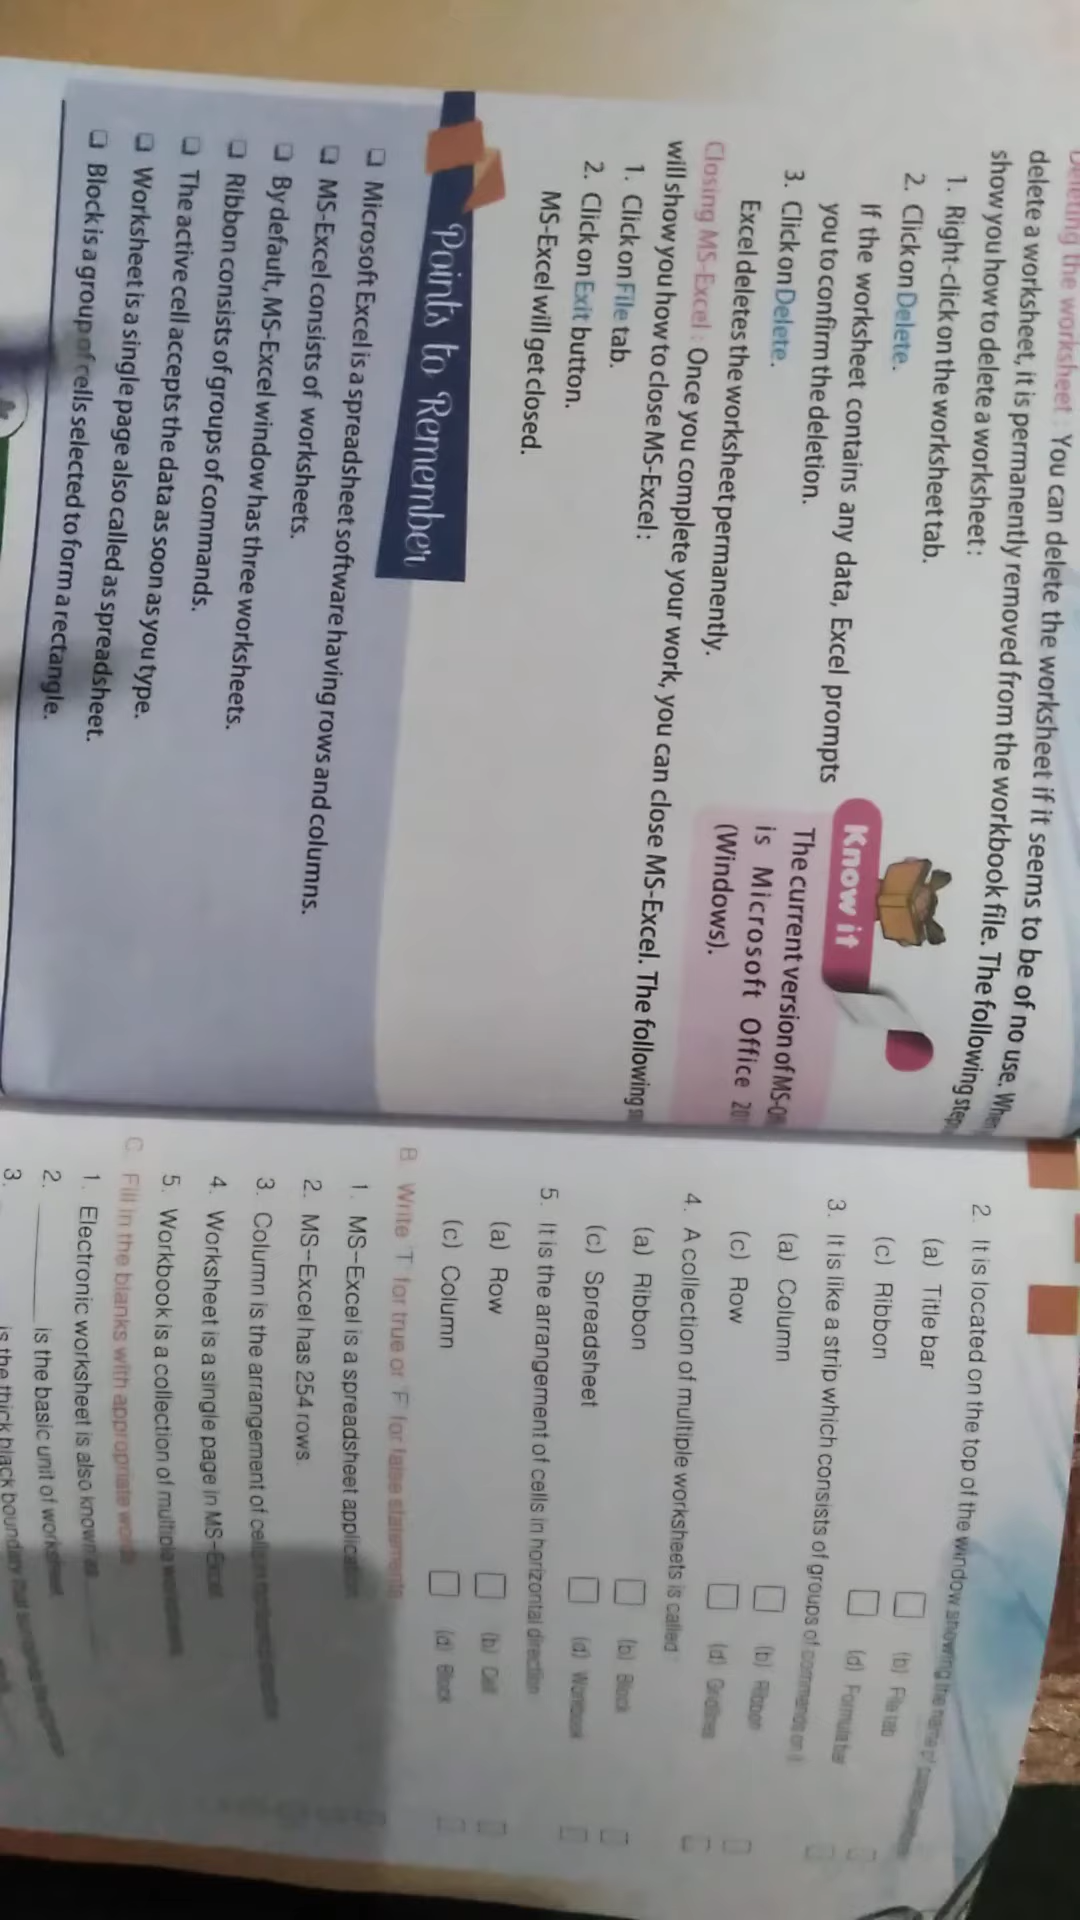 Deleting the worksheet : You can delete the worksheet if it seems to be of no use. When
delete a worksheet, it is permanently removed from the workbook file. The following step
show you how to delete a worksheet :
1. Right-click on the worksheet tab.
2. Click on Delete.
If the worksheet contains any data, Excel prompts
you to confirm the deletion.
3. Click on Delete.
Excel deletes the worksheet permanently.
Know it
The current version of MS-Of
is Microsoft Office 20
(Windows).
Closing MS-Excel : Once you complete your work, you can close MS-Excel. The following s
will show you how to close MS-Excel :
1. Click on File tab.
2. Click on Exit button.
MS-Excel will get closed.
Points to Remember
❑ Microsoft Excel is a spreadsheet software having rows and columns.
❑ MS-Excel consists of worksheets.
❑ By default, MS-Excel window has three worksheets.
❑ Ribbon consists of groups of commands.
❑ The active cell accepts the data as soon as you type.
❑ Worksheet is a single page also called as spreadsheet.
❑ Block is a group of cells selected to form a rectangle.
2. It is located on the top of the window showing the name of
(a) Title bar (b) File tab
(c) Ribbon (d) Formula bar
3. It is like a strip which consists of groups of commands on it
(a) Column (b) Ribbon
(c) Row (d) Gridlines
4. A collection of multiple worksheets is called
(a) Ribbon (b) Block
(c) Spreadsheet (d) Workbook
5. It is the arrangement of cells in horizontal direction
(a) Row (b) Cell
(c) Column (d) Block
B. Write 'T' for true or 'F' for false statements
1. MS-Excel is a spreadsheet application
2. MS-Excel has 254 rows.
3. Column is the arrangement of cells in
4. Worksheet is a single page in MS-Excel
5. Workbook is a collection of multiple worksheets
C. Fill in the blanks with appropriate words
1. Electronic worksheet is also known as ______
2. ______ is the basic unit of worksheet
3. is the thick black boundary that